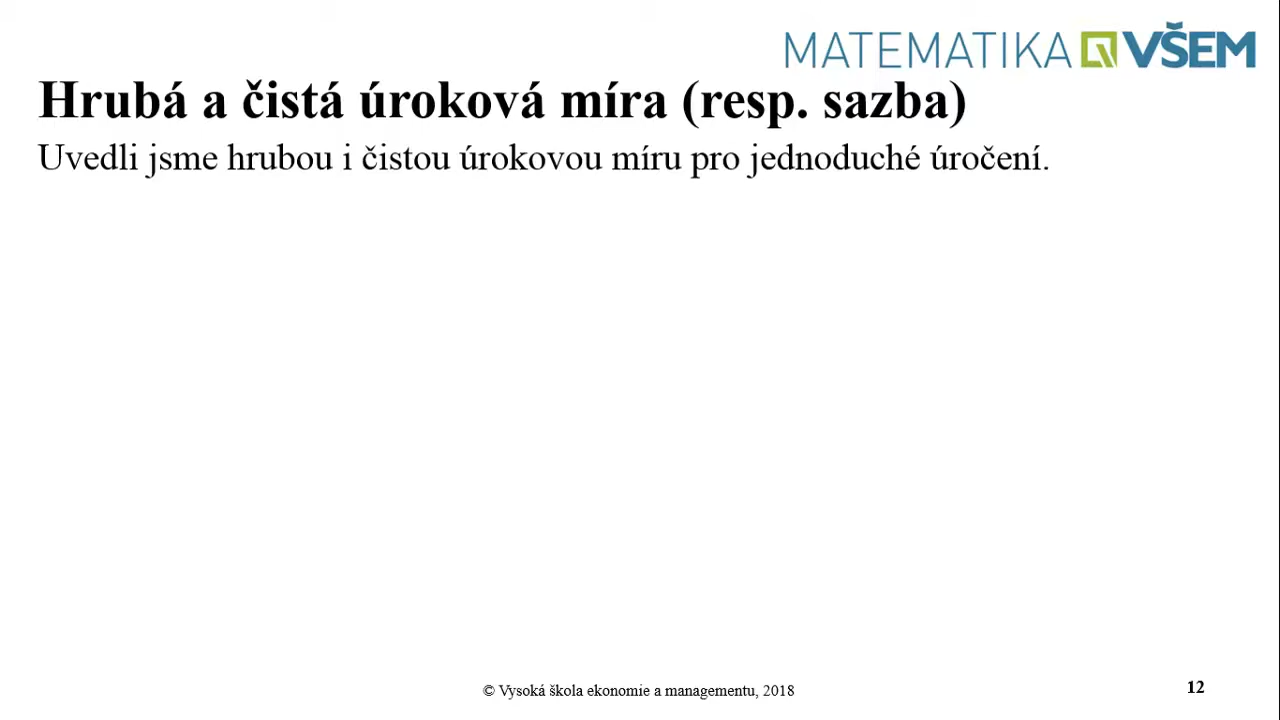 MATEMATIKA VŠEM
Hrubá a čistá úroková míra (resp. sazba)
Uvedli jsme hrubou i čistou úrokovou míru pro jednoduché úročení.
© Vysoká škola ekonomie a managementu, 2018
12